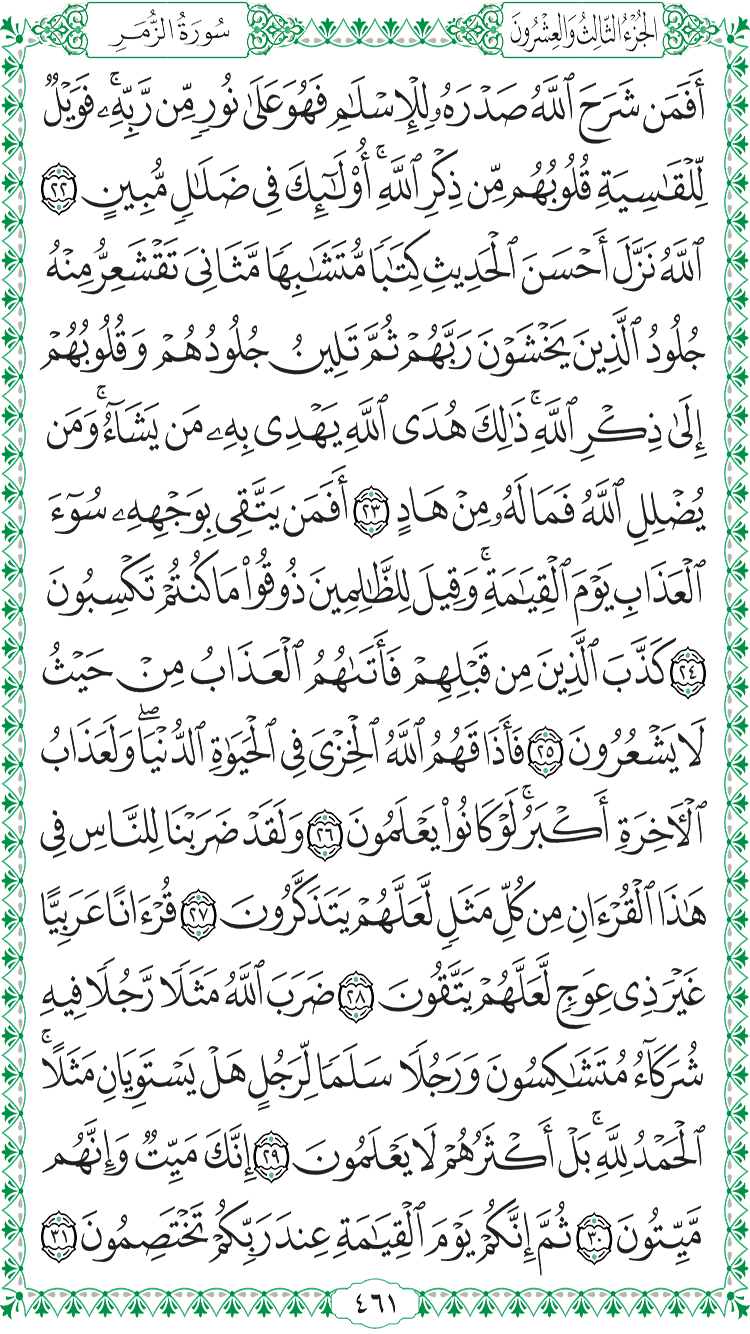 الجُزْءُ الثَّالِثُ وَالعِشْرُونَ
سُورَةُ الزُّمَرِ
أَفَمَن شَرَحَ ٱللَّهُ صَدْرَهُۥ لِلْإِسْلَٰمِ فَهُوَ عَلَىٰ نُورٍ مِّن رَّبِّهِۦۚ فَوَيْلٌ
لِّلْقَٰسِيَةِ قُلُوبُهُم مِّن ذِكْرِ ٱللَّهِۚ أُو۟لَٰٓئِكَ فِى ضَلَٰلٍ مُّبِينٍ ٢٢
ٱللَّهُ نَزَّلَ أَحْسَنَ ٱلْحَدِيثِ كِتَٰبًا مُّتَشَٰبِهًا مَّثَانِىَ تَقْشَعِرُّ مِنْهُ
جُلُودُ ٱلَّذِينَ يَخْشَوْنَ رَبَّهُمْ ثُمَّ تَلِينُ جُلُودُهُمْ وَقُلُوبُهُمْ
إِلَىٰ ذِكْرِ ٱللَّهِۚ ذَٰلِكَ هُدَى ٱللَّهِ يَهْدِى بِهِۦ مَن يَشَآءُۚ وَمَن
يُضْلِلِ ٱللَّهُ فَمَا لَهُۥ مِنْ هَادٍ ٢٣ أَفَمَن يَتَّقِى بِوَجْهِهِۦ سُوٓءَ
ٱلْعَذَابِ يَوْمَ ٱلْقِيَٰمَةِۚ وَقِيلَ لِلظَّٰلِمِينَ ذُوقُوا۟ مَا كُنتُمْ تَكْسِبُونَ
٢٤ كَذَّبَ ٱلَّذِينَ مِن قَبْلِهِمْ فَأَتَىٰهُمُ ٱلْعَذَابُ مِنْ حَيْثُ
لَا يَشْعُرُونَ ٢٥ فَأَذَاقَهُمُ ٱللَّهُ ٱلْخِزْىَ فِى ٱلْحَيَوٰةِ ٱلدُّنْيَاۖ وَلَعَذَابُ
ٱلْءَاخِرَةِ أَكْبَرُۚ لَوْ كَانُوا۟ يَعْلَمُونَ ٢٦ وَلَقَدْ ضَرَبْنَا لِلنَّاسِ فِى
هَٰذَا ٱلْقُرْءَانِ مِن كُلِّ مَثَلٍ لَّعَلَّهُمْ يَتَذَكَّرُونَ ٢٧ قُرْءَانًا عَرَبِيًّا
غَيْرَ ذِى عِوَجٍ لَّعَلَّهُمْ يَتَّقُونَ ٢٨ ضَرَبَ ٱللَّهُ مَثَلًا رَّجُلًا فِيهِ
شُرَكَآءُ مُتَشَٰكِسُونَ وَرَجُلًا سَلَمًا لِّرَجُلٍ هَلْ يَسْتَوِيَانِ مَثَلًاۚ
ٱلْحَمْدُ لِلَّهِۚ بَلْ أَكْثَرُهُمْ لَا يَعْلَمُونَ ٢٩ إِنَّكَ مَيِّتٌ وَإِنَّهُم
مَّيِّتُونَ ٣٠ ثُمَّ إِنَّكُمْ يَوْمَ ٱلْقِيَٰمَةِ عِندَ رَبِّكُمْ تَخْتَصِمُونَ ٣١
٤٦١